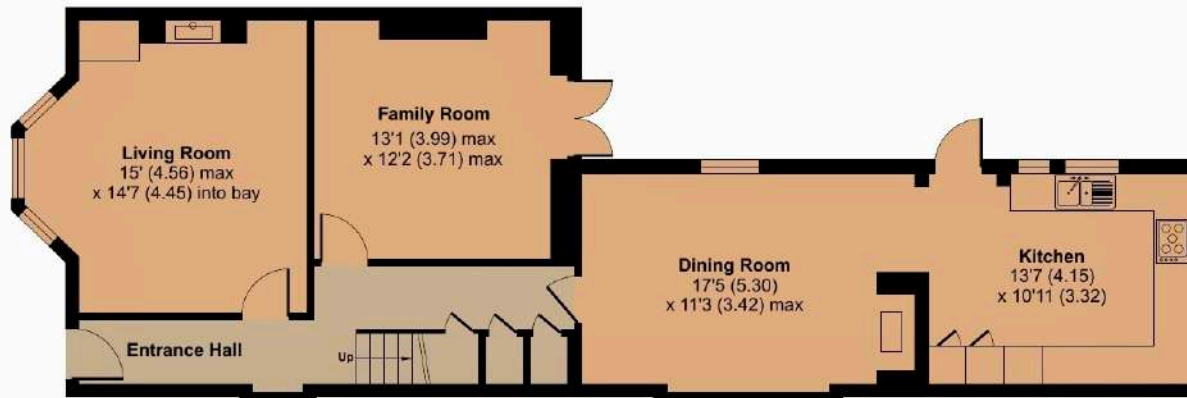 Living Room
15' (4.56) max
x 14'7 (4.45) into bay
Family Room
13'1 (3.99) max
x 12'2 (3.71) max
Dining Room
17'5 (5.30)
x 11'3 (3.42) max
Kitchen
13'7 (4.15)
x 10'11 (3.32)
Entrance Hall
Up